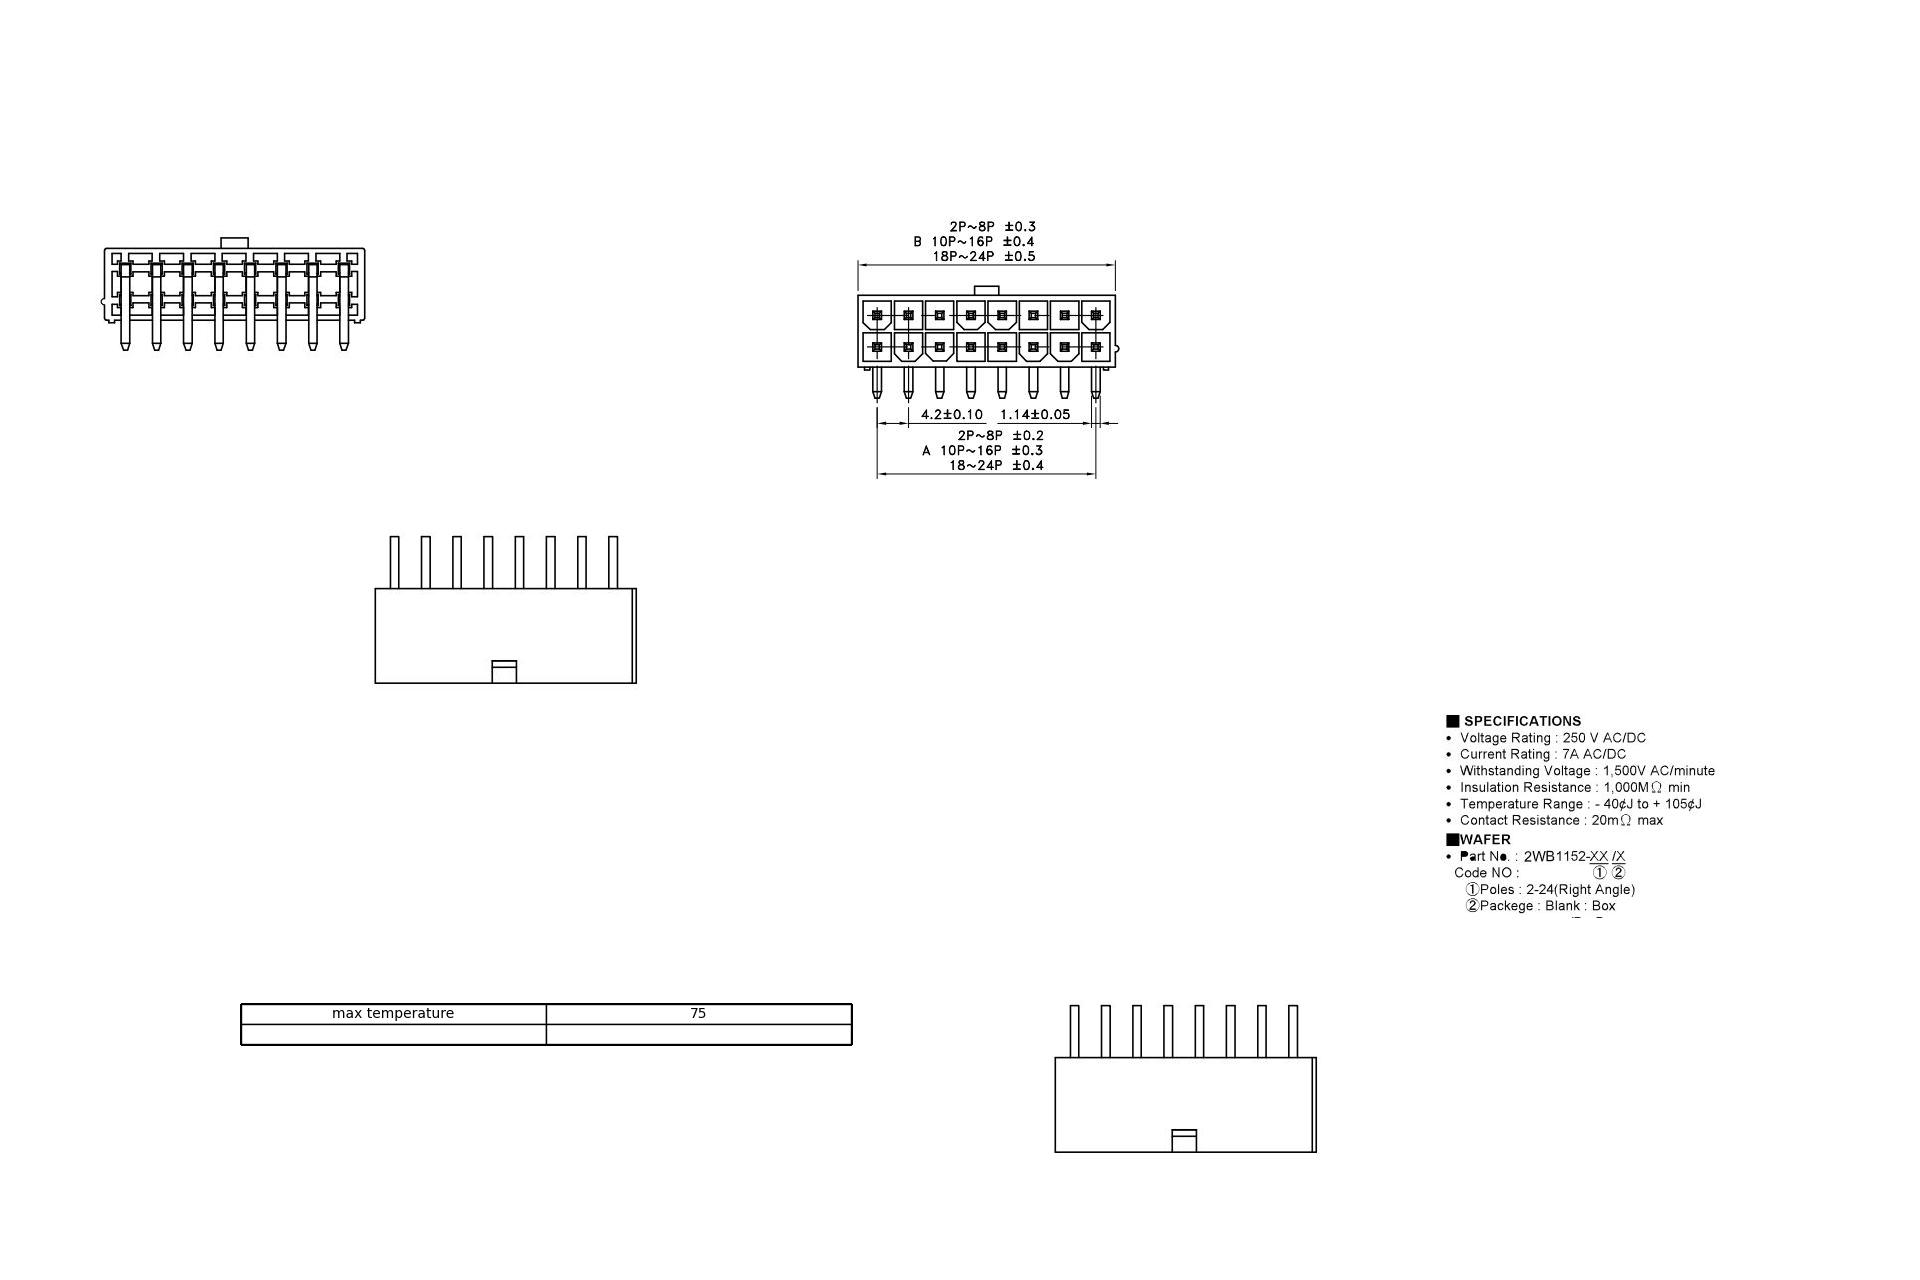 2P~8P ±0.3
B 10P~16P ±0.4
18P~24P ±0.5
4.2±0.10 1.14±0.05
2P~8P ±0.2
A 10P~16P ±0.3
18~24P ±0.4
■ SPECIFICATIONS
• Voltage Rating : 250 V AC/DC
• Current Rating : 7A AC/DC
• Withstanding Voltage : 1,500V AC/minute
• Insulation Resistance : 1,000MΩ min
• Temperature Range : - 40¢J to + 105¢J
• Contact Resistance : 20mΩ max
■WAFER
• Part No. : 2WB1152-XX /X
Code NO : ① ②
①Poles : 2-24(Right Angle)
②Packege : Blank : Box
max temperature 75